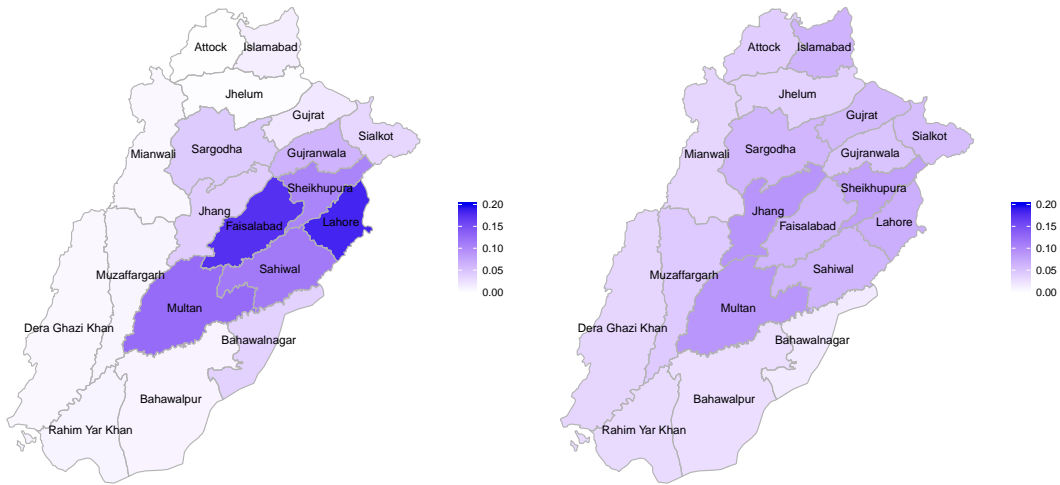 Attock
Islamabad
Jhelum
Gujrat
Sialkot
Mianwali
Sargodha
Gujranwala
Sheikhupura
Jhang
Faisalabad
Lahore
Muzaffargarh
Sahiwal
Multan
Dera Ghazi Khan
Bahawalnagar
Bahawalpur
Rahim Yar Khan
0.20
0.15
0.10
0.05
0.00
Attock
Islamabad
Jhelum
Gujrat
Sialkot
Mianwali
Sargodha
Gujranwala
Sheikhupura
Jhang
Faisalabad
Lahore
Muzaffargarh
Sahiwal
Multan
Dera Ghazi Khan
Bahawalnagar
Bahawalpur
Rahim Yar Khan
0.20
0.15
0.10
0.05
0.00